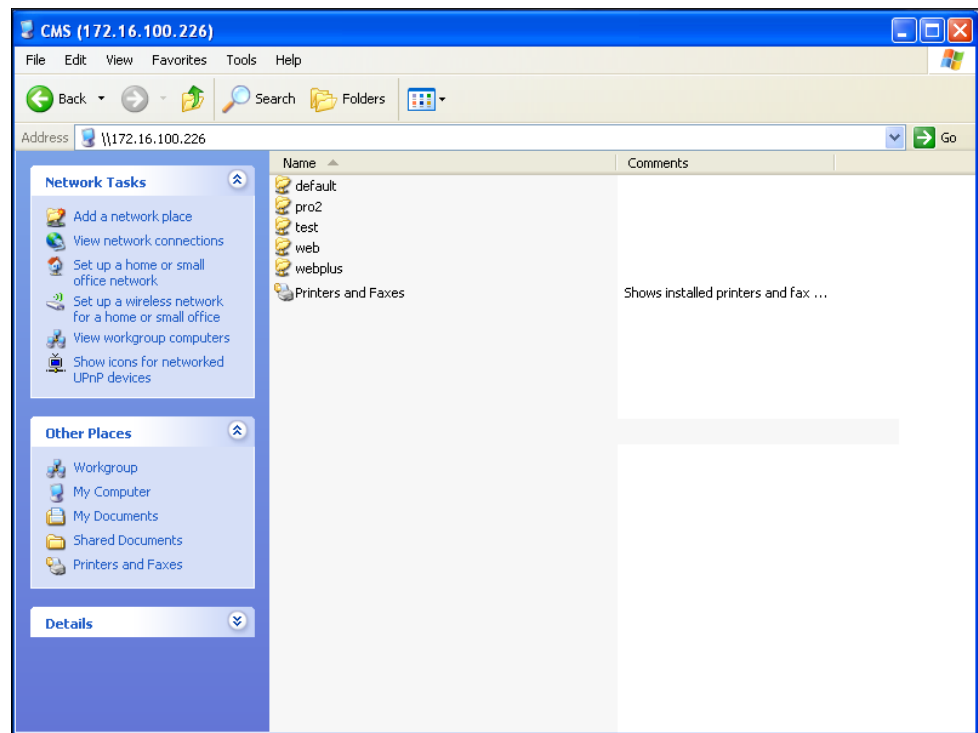 CMS (172.16.100.226)
File Edit View Favorites Tools Help
Back Search Folders
Address \\172.16.100.226 Go
Name Comments
Network Tasks
Add a network place
View network connections
Set up a home or small
office network
Set up a wireless network
for a home or small office
View workgroup computers
Show icons for networked
UPnP devices
Other Places
Workgroup
My Computer
My Documents
Shared Documents
Printers and Faxes
Details
default
pro2
test
web
webplus
Printers and Faxes Shows installed printers and fax ...